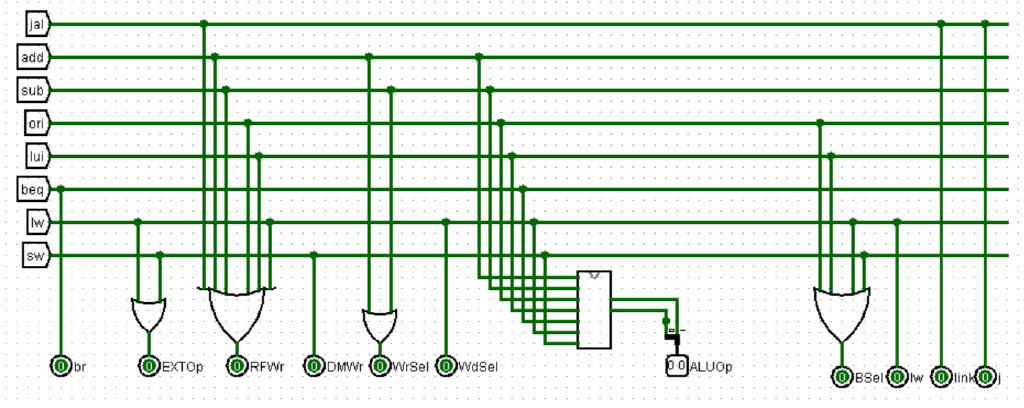 jal
add
sub
ori
lui
beq
lw
sw
0 br
0 EXTOp
0 RFWr
0 DMWr
0 WrSel
0 WdSel
0 0 ALUOp
0 BSel
0 lw
0 link
0 j